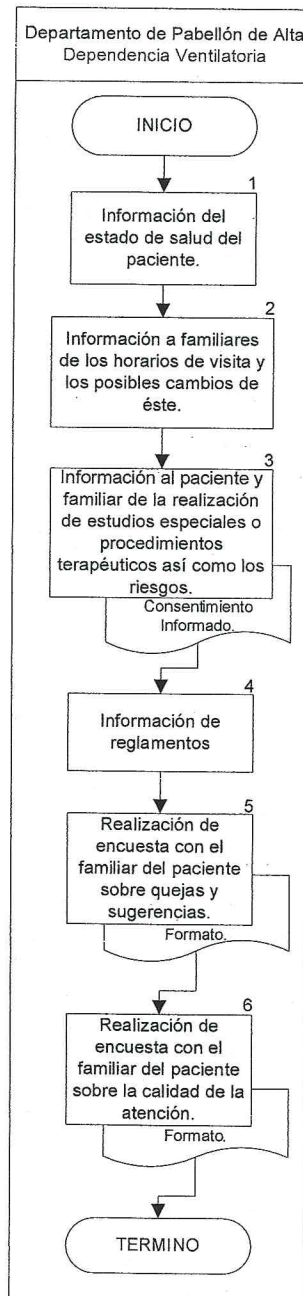 Departamento de Pabellón de Alta
Dependencia Ventilatoria
INICIO
1
Información del
estado de salud del
paciente.
2
Información a familiares
de los horarios de visita y
los posibles cambios de
éste.
3
Información al paciente y
familiar de la realización
de estudios especiales o
procedimientos
terapéuticos así como los
riesgos.
Consentimiento
Informado.
4
Información de
reglamentos
5
Realización de
encuesta con el
familiar del paciente
sobre quejas y
sugerencias.
Formato.
6
Realización de
encuesta con el
familiar del paciente
sobre la calidad de la
atención.
Formato.
TERMINO